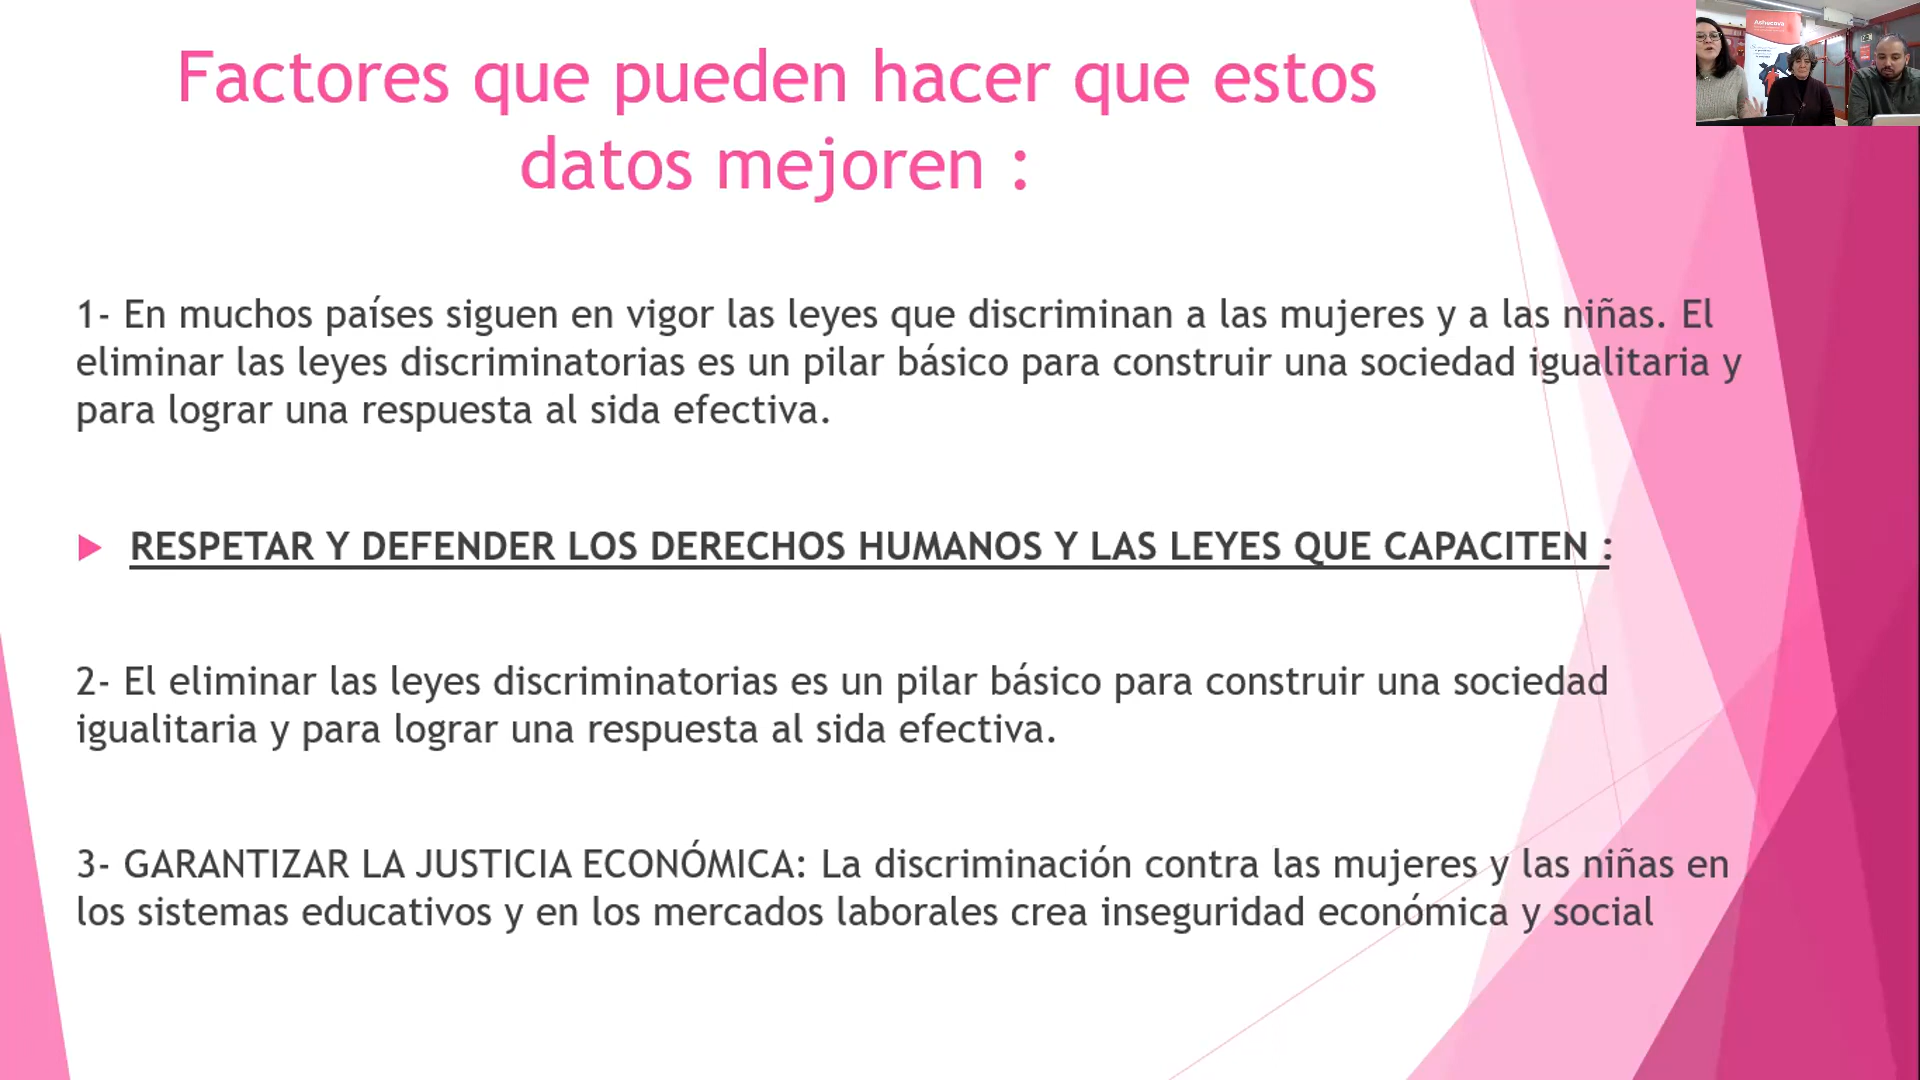 Factores que pueden hacer que estos
datos mejoren :
1- En muchos países siguen en vigor las leyes que discriminan a las mujeres y a las niñas. El
eliminar las leyes discriminatorias es un pilar básico para construir una sociedad igualitaria y
para lograr una respuesta al sida efectiva.
RESPETAR Y DEFENDER LOS DERECHOS HUMANOS Y LAS LEYES QUE CAPACITEN :
2- El eliminar las leyes discriminatorias es un pilar básico para construir una sociedad
igualitaria y para lograr una respuesta al sida efectiva.
3- GARANTIZAR LA JUSTICIA ECONÓMICA: La discriminación contra las mujeres y las niñas en
los sistemas educativos y en los mercados laborales crea inseguridad económica y social